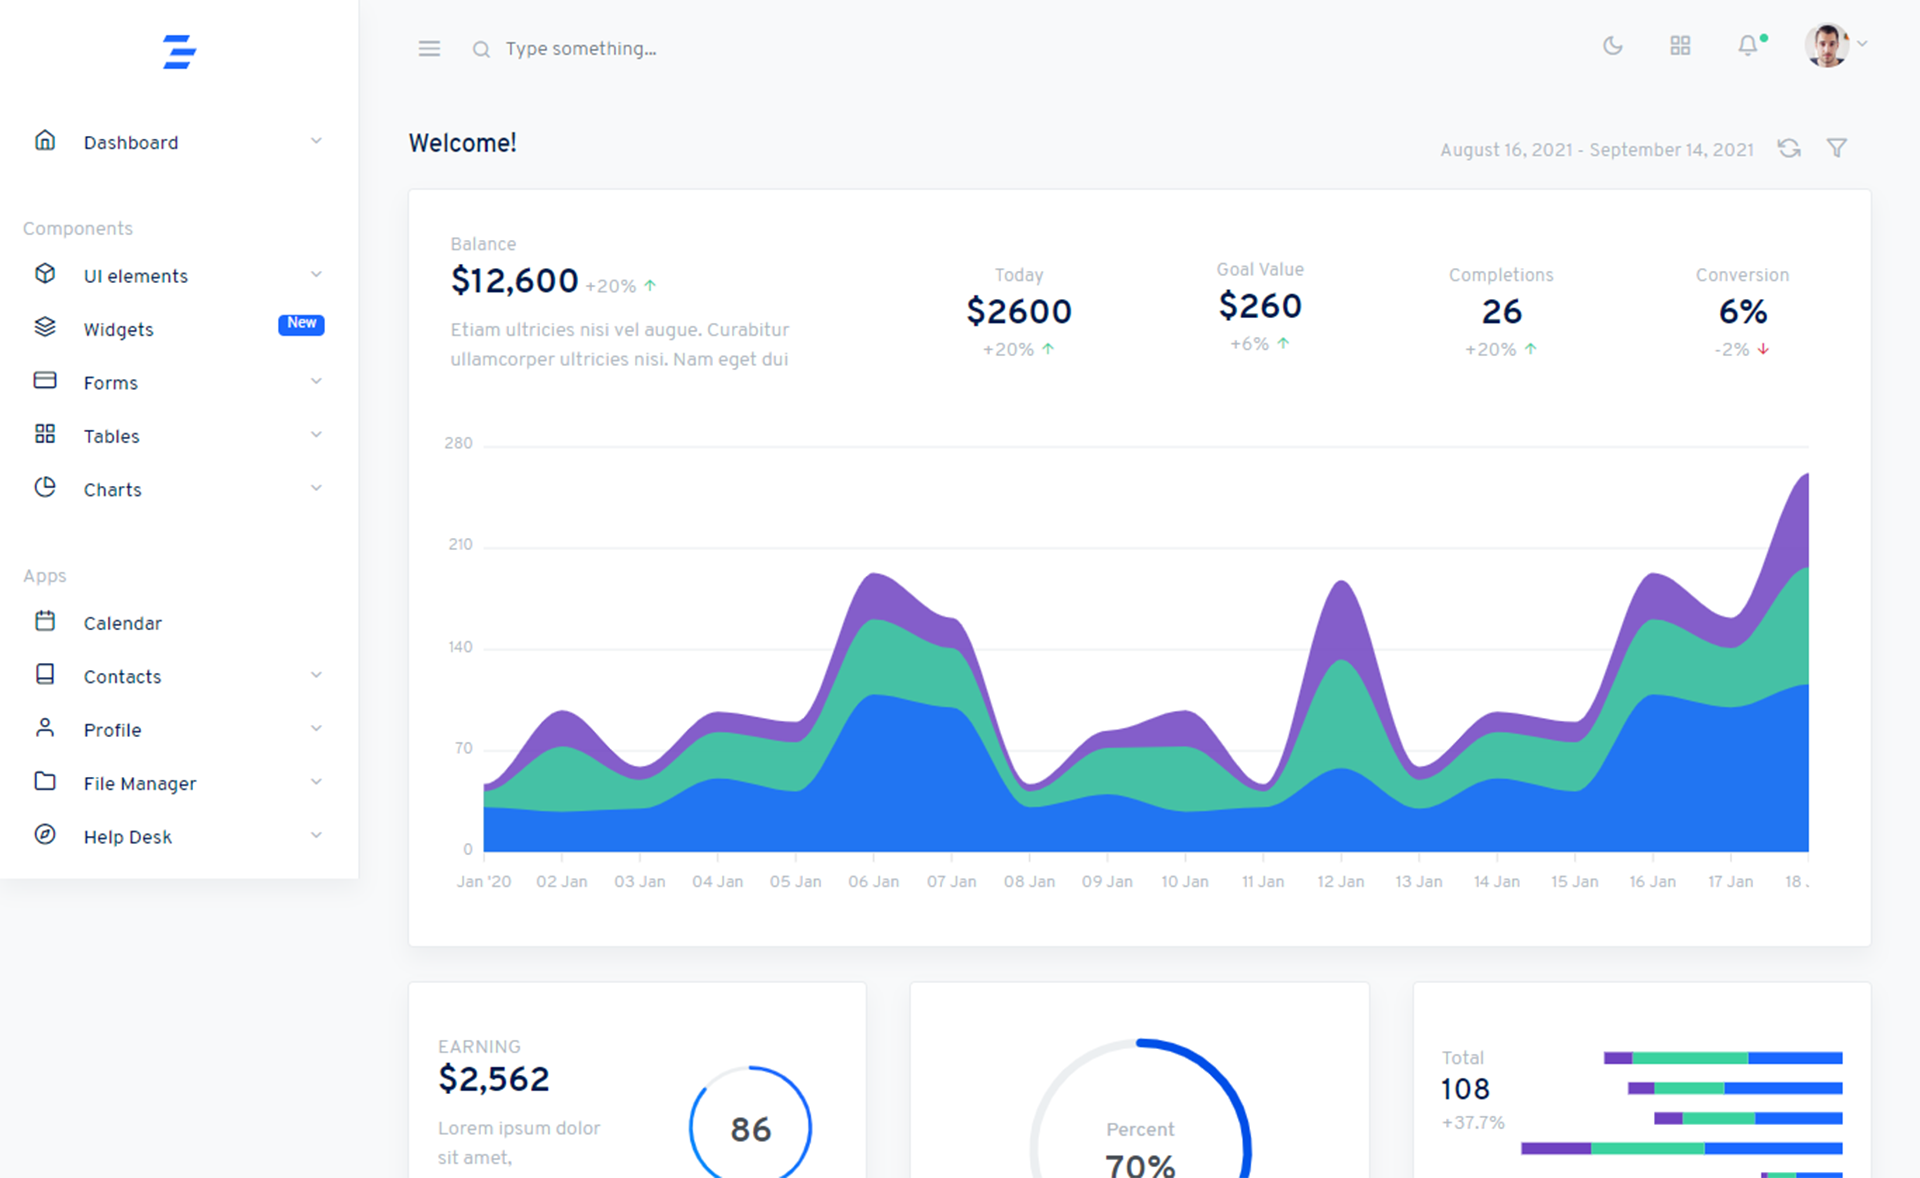 Type something...
Dashboard
Components
UI elements
Widgets New
Forms
Tables
Charts
Apps
Calendar
Contacts
Profile
File Manager
Help Desk
Welcome!
August 16, 2021 - September 14, 2021
Balance
$12,600 +20%
Etiam ultricies nisi vel augue. Curabitur
ullamcorper ultricies nisi. Nam eget dui
Today
$2600
+20%
Goal Value
$260
+6%
Completions
26
+20%
Conversion
6%
-2%
280
210
140
70
0
Jan '20 02 Jan 03 Jan 04 Jan 05 Jan 06 Jan 07 Jan 08 Jan 09 Jan 10 Jan 11 Jan 12 Jan 13 Jan 14 Jan 15 Jan 16 Jan 17 Jan 18
EARNING
$2,562
Lorem ipsum dolor
sit amet,
86
Percent
70%
Total
108
+37.7%